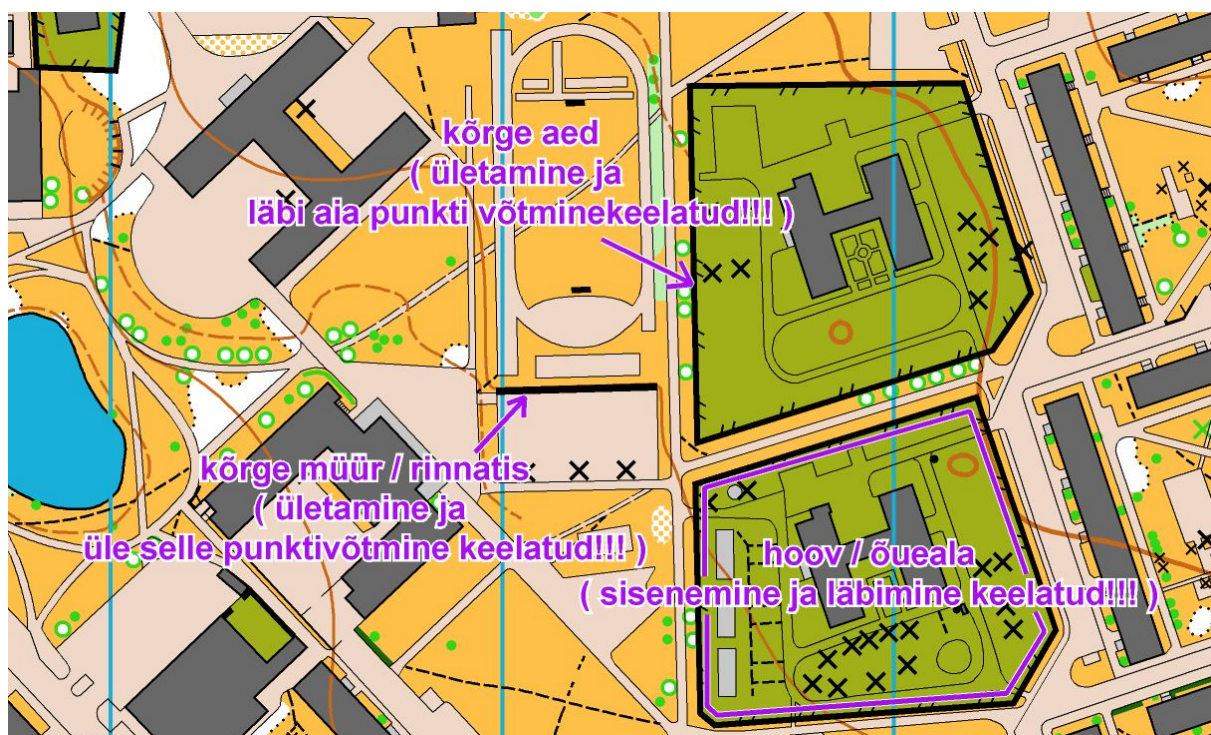 kõrge aed
( ületamine ja
läbi aia punkti võtminekeelatud!!! )
kõrge müür / rinnatis
( ületamine ja
üle selle punktivõtmine keelatud!!! )
hoov / õueala
( sisenemine ja läbimine keelatud!!! )